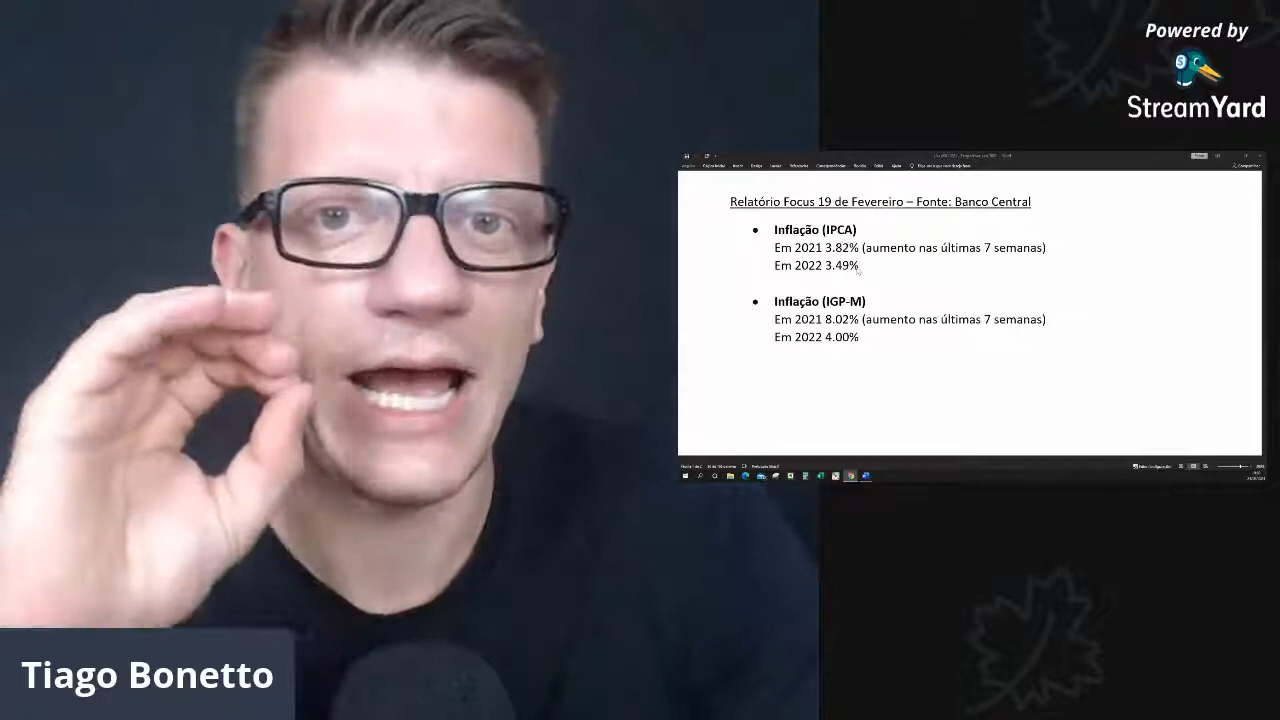 Powered by
StreamYard
Relatório Focus 19 de Fevereiro – Fonte: Banco Central
• Inflação (IPCA)
Em 2021 3.82% (aumento nas últimas 7 semanas)
Em 2022 3.49%
• Inflação (IGP-M)
Em 2021 8.02% (aumento nas últimas 7 semanas)
Em 2022 4.00%
Tiago Bonetto